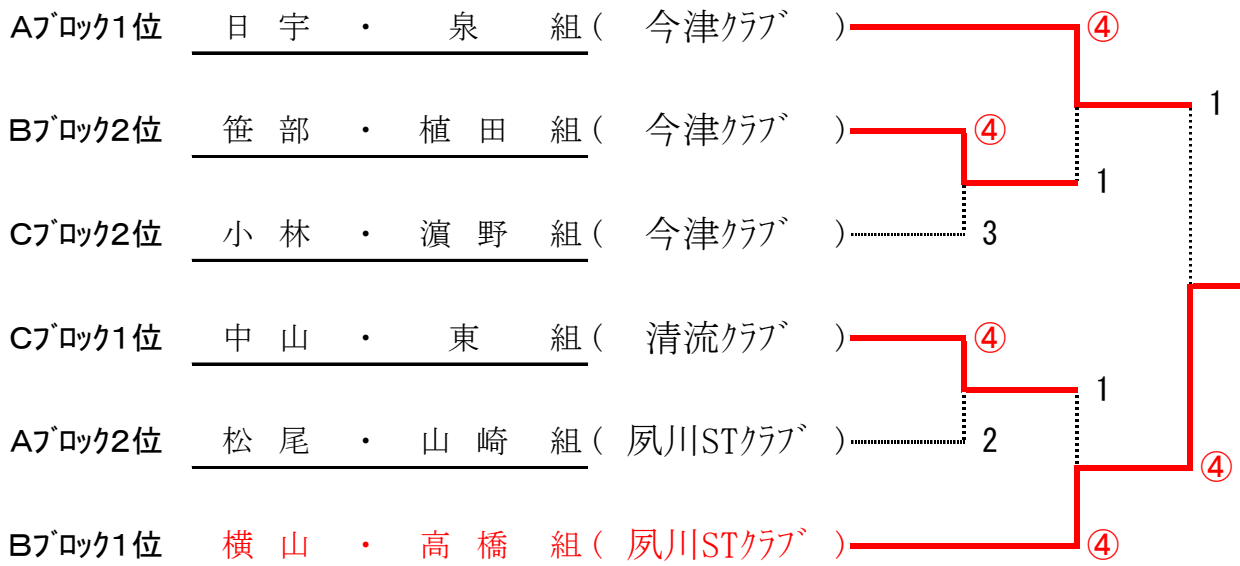 Aﾌﾞﾛｯｸ1位 日宇・泉組(今津ｸﾗﾌﾞ) ④
1
Bﾌﾞﾛｯｸ2位 笹部・植田組(今津ｸﾗﾌﾞ) ④
1
Cﾌﾞﾛｯｸ2位 小林・濵野組(今津ｸﾗﾌﾞ) 3
Cﾌﾞﾛｯｸ1位 中山・東組(清流ｸﾗﾌﾞ) ④
1
Aﾌﾞﾛｯｸ2位 松尾・山崎組(夙川STｸﾗﾌﾞ) 2
④
Bﾌﾞﾛｯｸ1位 横山・高橋組(夙川STｸﾗﾌﾞ) ④